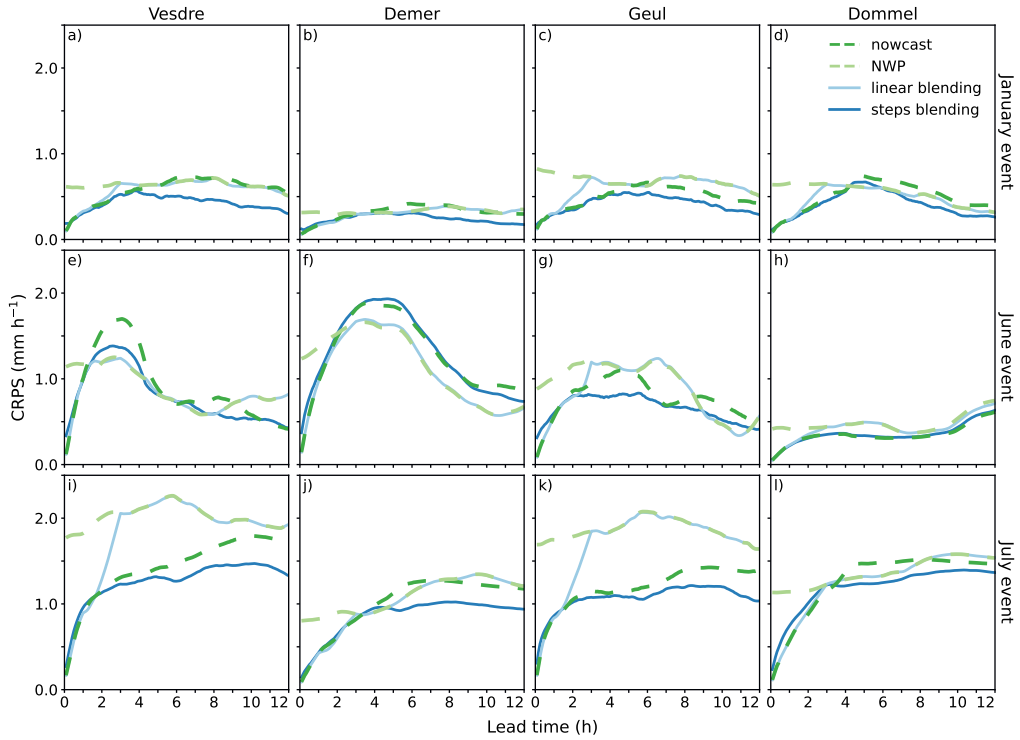 Vesdre Demer Geul Dommel
a) b) c) d)
nowcast
NWP
linear blending
steps blending
2.0
1.0
0.0
January event
e) f) g) h)
2.0
1.0
0.0
CRPS (mm h⁻¹)
June event
i) j) k) l)
2.0
1.0
0.0
July event
0 2 4 6 8 10 12 0 2 4 6 8 10 12 0 2 4 6 8 10 12 0 2 4 6 8 10 12
Lead time (h)